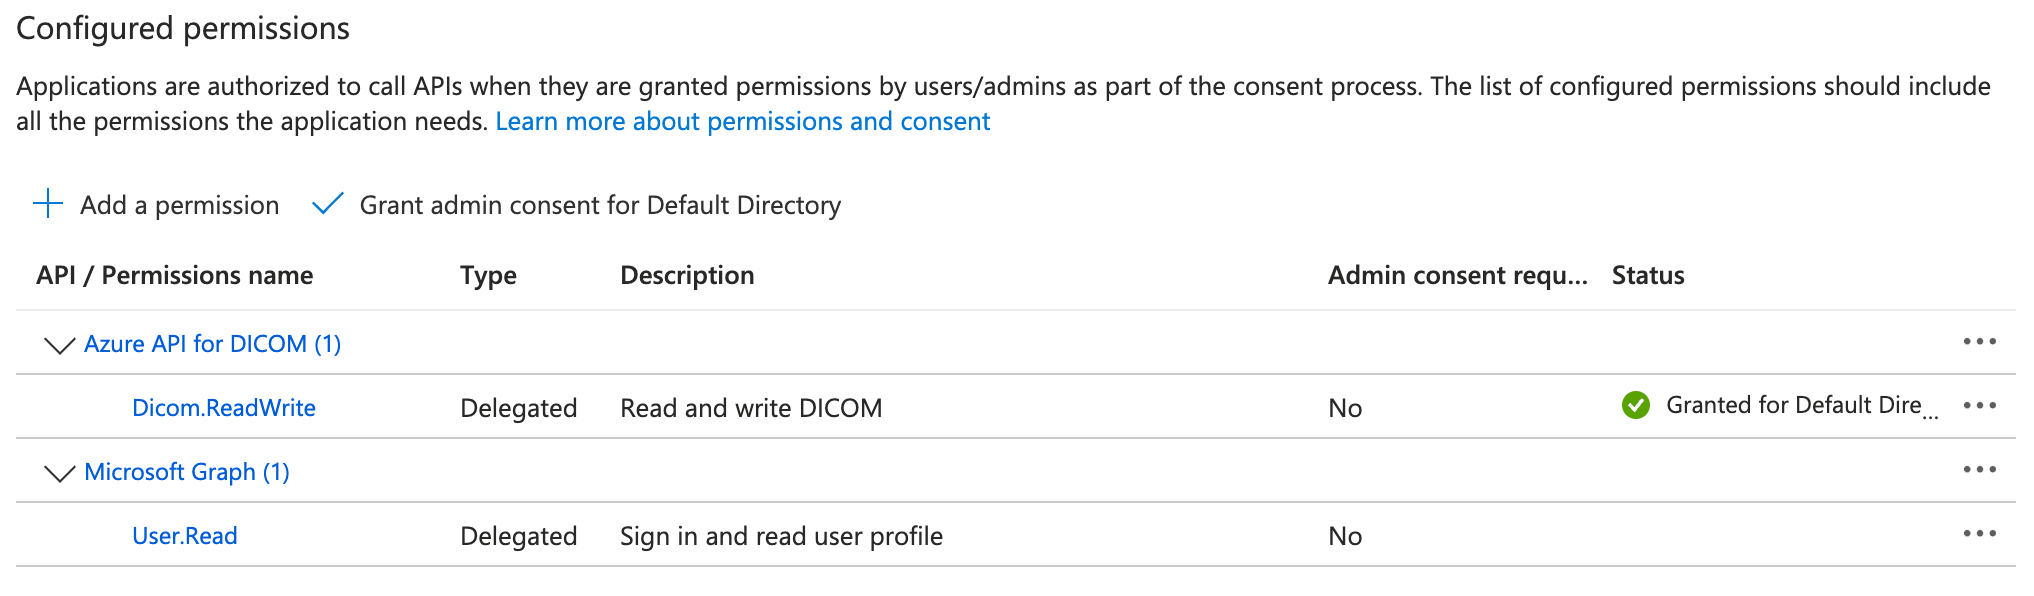 Configured permissions
Applications are authorized to call APIs when they are granted permissions by users/admins as part of the consent process. The list of configured permissions should include
all the permissions the application needs. Learn more about permissions and consent
Add a permission Grant admin consent for Default Directory
API / Permissions name Type Description Admin consent requ... Status
Azure API for DICOM (1)
Dicom.ReadWrite Delegated Read and write DICOM No Granted for Default Dire...
Microsoft Graph (1)
User.Read Delegated Sign in and read user profile No